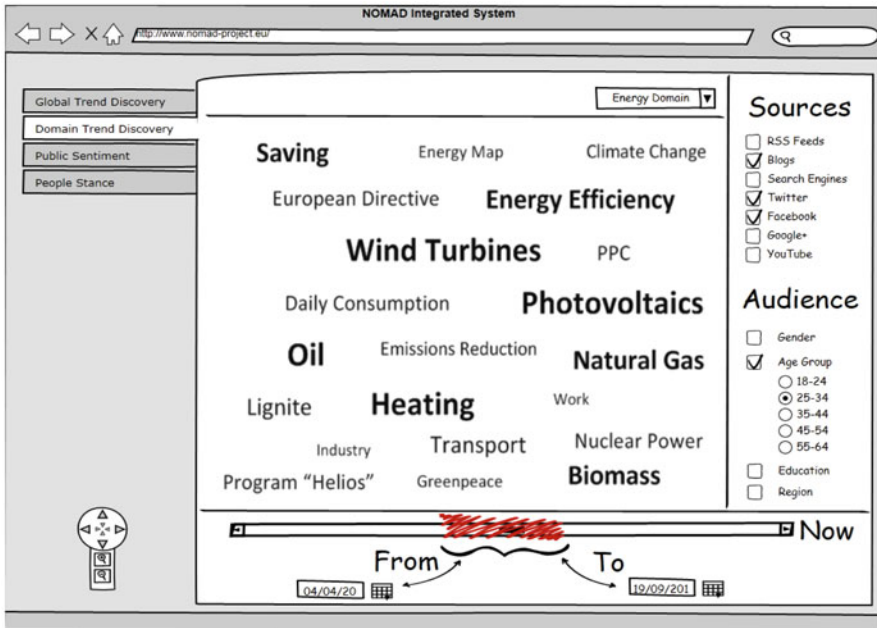 NOMAD Integrated System
http://www.nomad-project.eu/
Global Trend Discovery
Domain Trend Discovery
Public Sentiment
People Stance
Energy Domain
Saving Energy Map Climate Change
European Directive Energy Efficiency
Wind Turbines PPC
Daily Consumption Photovoltaics
Oil Emissions Reduction Natural Gas
Lignite Heating Work
Industry Transport Nuclear Power
Program “Helios” Greenpeace Biomass
Sources
RSS Feeds
Blogs
Search Engines
Twitter
Facebook
Google+
YouTube
Audience
Gender
Age Group
18-24
25-34
35-44
45-54
55-64
Education
Region
Now
From To
04/04/20 19/09/201